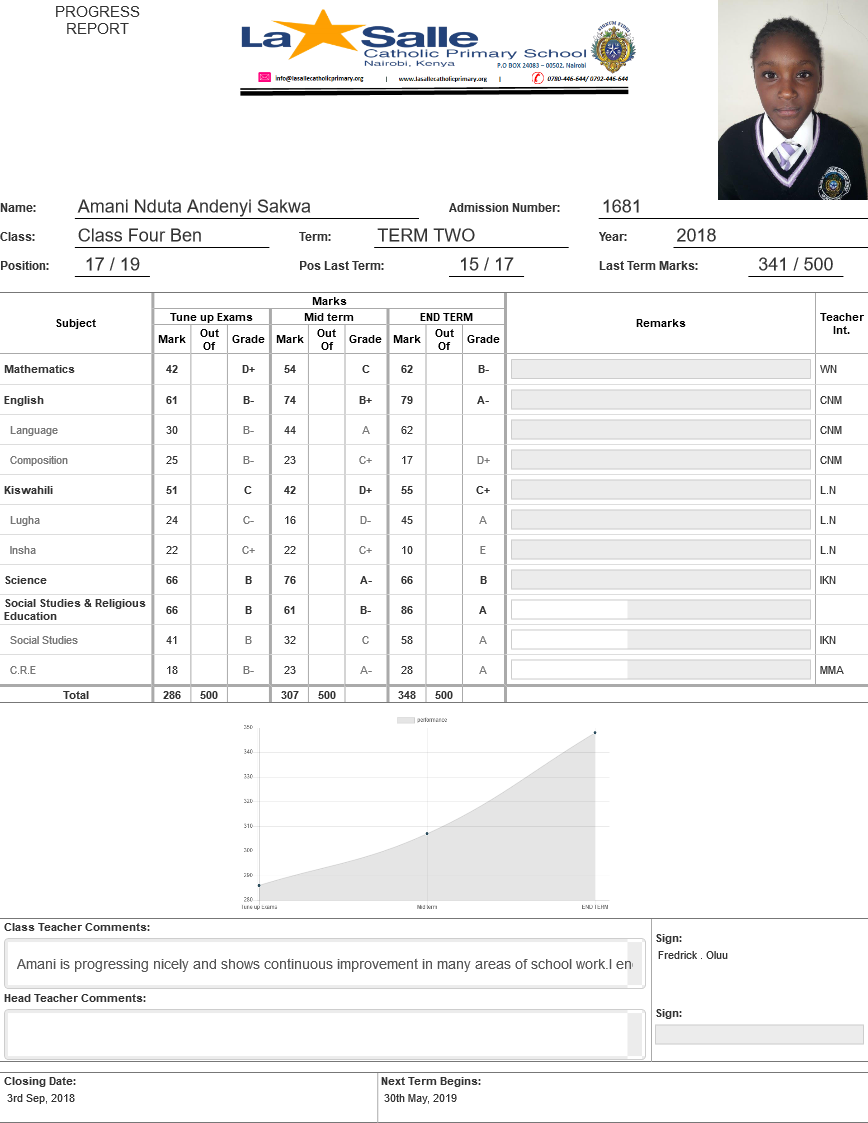 PROGRESS
REPORT
La Salle
Catholic Primary School
Nairobi, Kenya
P.O BOX 24083 – 00502, Nairobi
info@lasallecatholicprimary.org | www.lasallecatholicprimary.org | 0780-446-644/ 0792-446-644
Name: Amani Nduta Andenyi Sakwa Admission Number: 1681
Class: Class Four Ben Term: TERM TWO Year: 2018
Position: 17 / 19 Pos Last Term: 15 / 17 Last Term Marks: 341 / 500
Marks
Subject Tune up Exams Mid term END TERM Remarks Teacher Int.
Mark Out Of Grade Mark Out Of Grade Mark Out Of Grade
Mathematics 42 D+ 54 C 62 B- WN
English 61 B- 74 B+ 79 A- CNM
Language 30 B- 44 A 62 CNM
Composition 25 B- 23 C+ 17 D+ CNM
Kiswahili 51 C 42 D+ 55 C+ L.N
Lugha 24 C- 16 D- 45 A L.N
Insha 22 C+ 22 C+ 10 E L.N
Science 66 B 76 A- 66 B IKN
Social Studies & Religious
Education 66 B 61 B- 86 A
Social Studies 41 B 32 C 58 A IKN
C.R.E 18 B- 23 A- 28 A MMA
Total 286 500 307 500 348 500
performance
350
340
330
320
310
300
290
280
Tune up Exams Mid term END TERM
Class Teacher Comments:
Amani is progressing nicely and shows continuous improvement in many areas of school work.I en
Sign:
Fredrick . Oluu
Head Teacher Comments:
Sign:
Closing Date: Next Term Begins:
3rd Sep, 2018 30th May, 2019